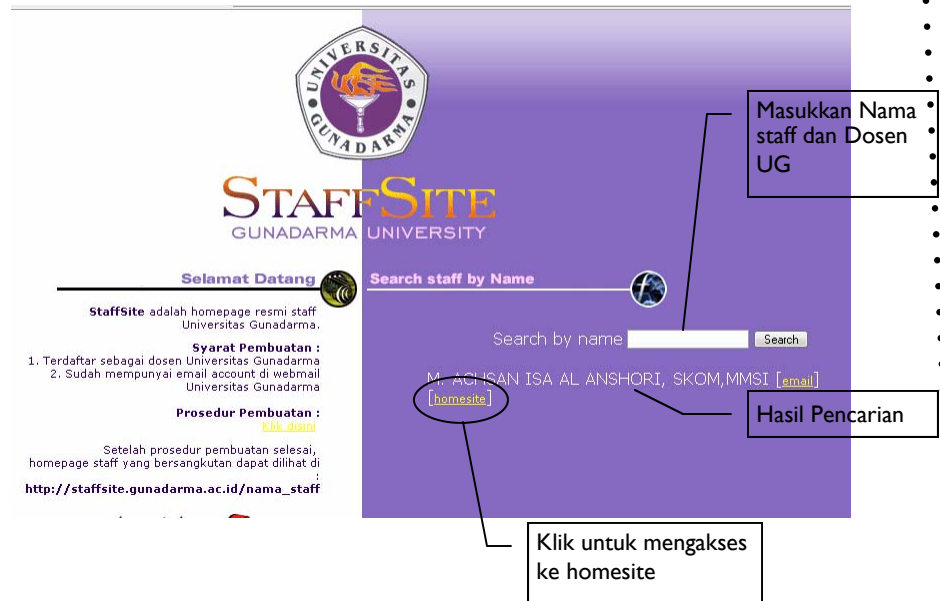 UNIVERSITAS
GUNADARMA
STAFFSITE
GUNADARMA UNIVERSITY
Selamat Datang
StaffSite adalah homepage resmi staff
Universitas Gunadarma.
Syarat Pembuatan :
1. Terdaftar sebagai dosen Universitas Gunadarma
2. Sudah mempunyai email account di webmail
Universitas Gunadarma
Prosedur Pembuatan :
Klik disini
Setelah prosedur pembuatan selesai,
homepage staff yang bersangkutan dapat dilihat di
:
http://staffsite.gunadarma.ac.id/nama_staff
Search staff by Name
Search by name Search
M. ACHSAN ISA AL ANSHORI, SKOM,MMSI [email]
[homesite]
Masukkan Nama
staff dan Dosen
UG
Hasil Pencarian
Klik untuk mengakses
ke homesite